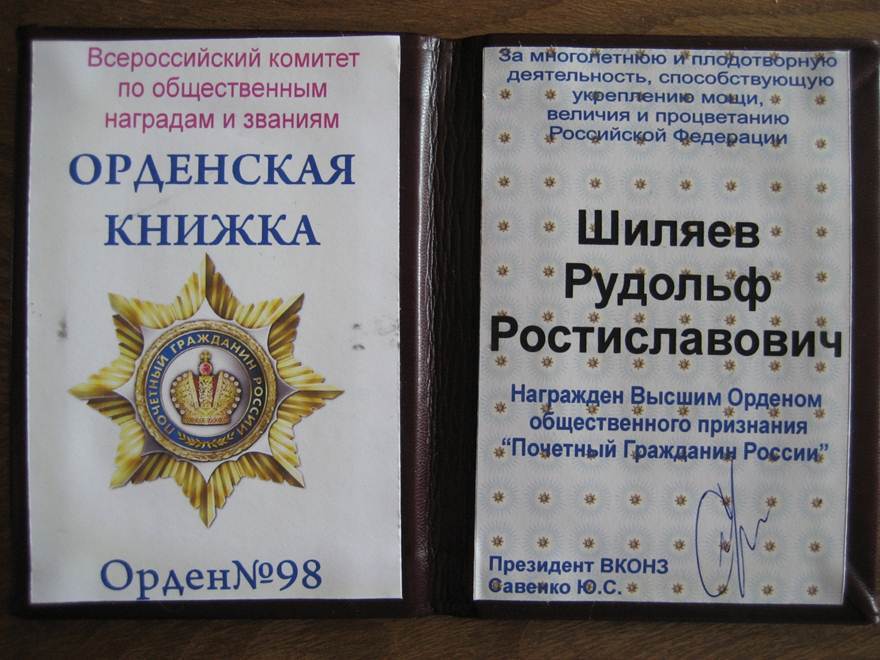 Всероссийский комитет
по общественным
наградам и званиям
ОРДЕНСКАЯ
КНИЖКА
ПОЧЕТНЫЙ ГРАЖДАНИН РОССИИ
Орден№98
За многолетнюю и плодотворную
деятельность, способствующую
укреплению мощи,
величия и процветанию
Российской Федерации
Шиляев
Рудольф
Ростиславович
Награжден Высшим Орденом
общественного признания
“Почетный Гражданин России”
Президент ВКОНЗ
Савенко Ю.С.